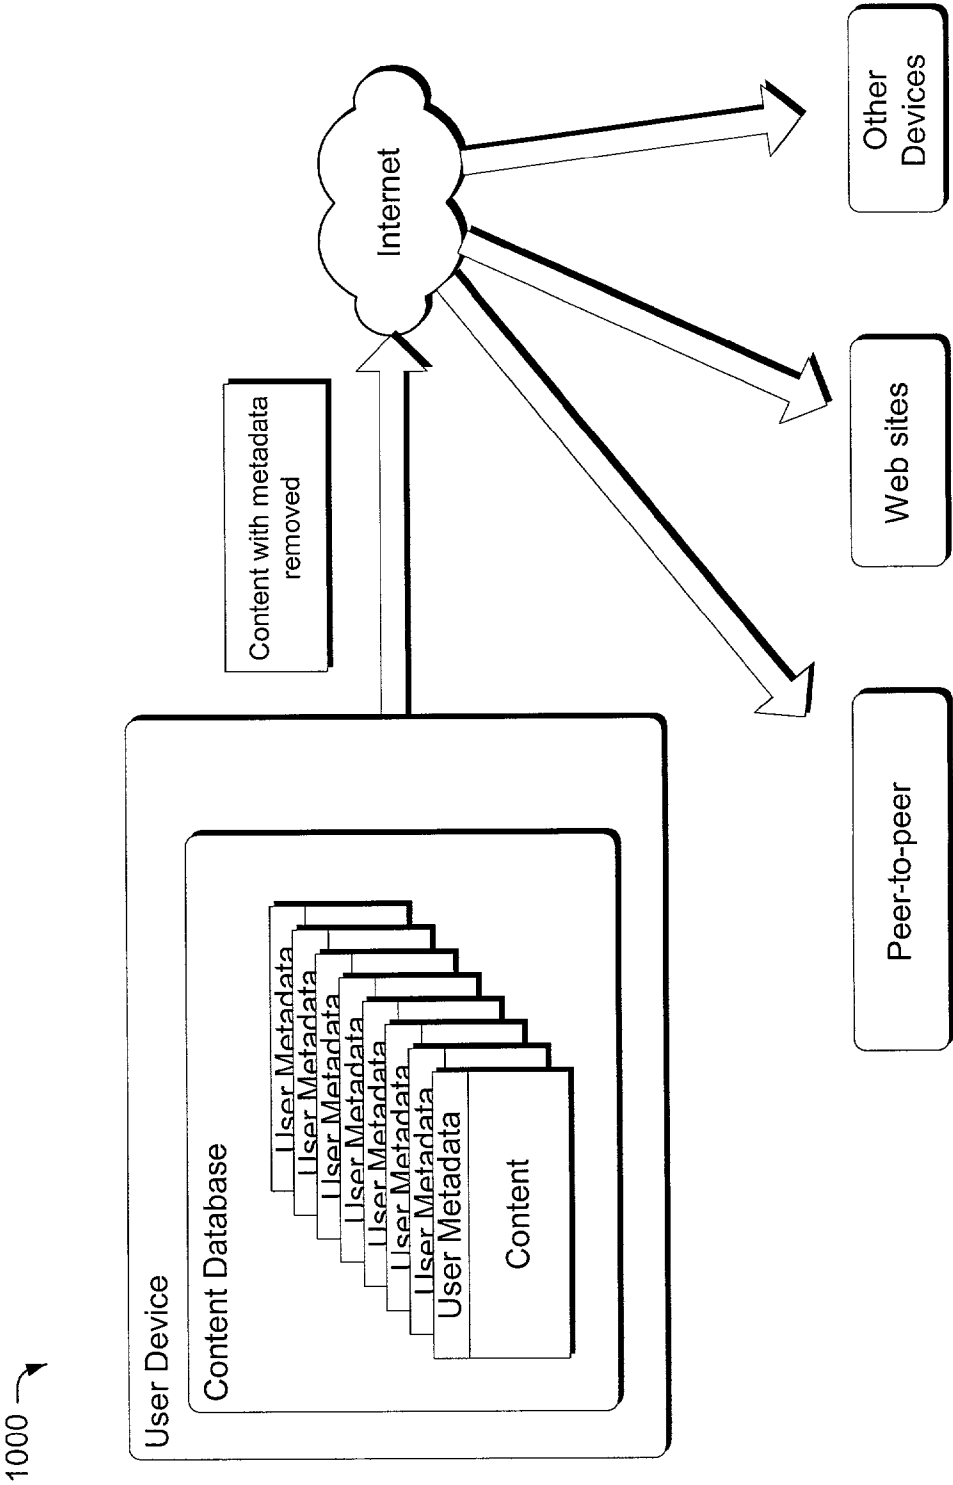 1000
User Device
Content Database
User Metadata
User Metadata
User Metadata
User Metadata
User Metadata
User Metadata
User Metadata
User Metadata
Content
Content with metadata
removed
Internet
Peer-to-peer
Web sites
Other
Devices